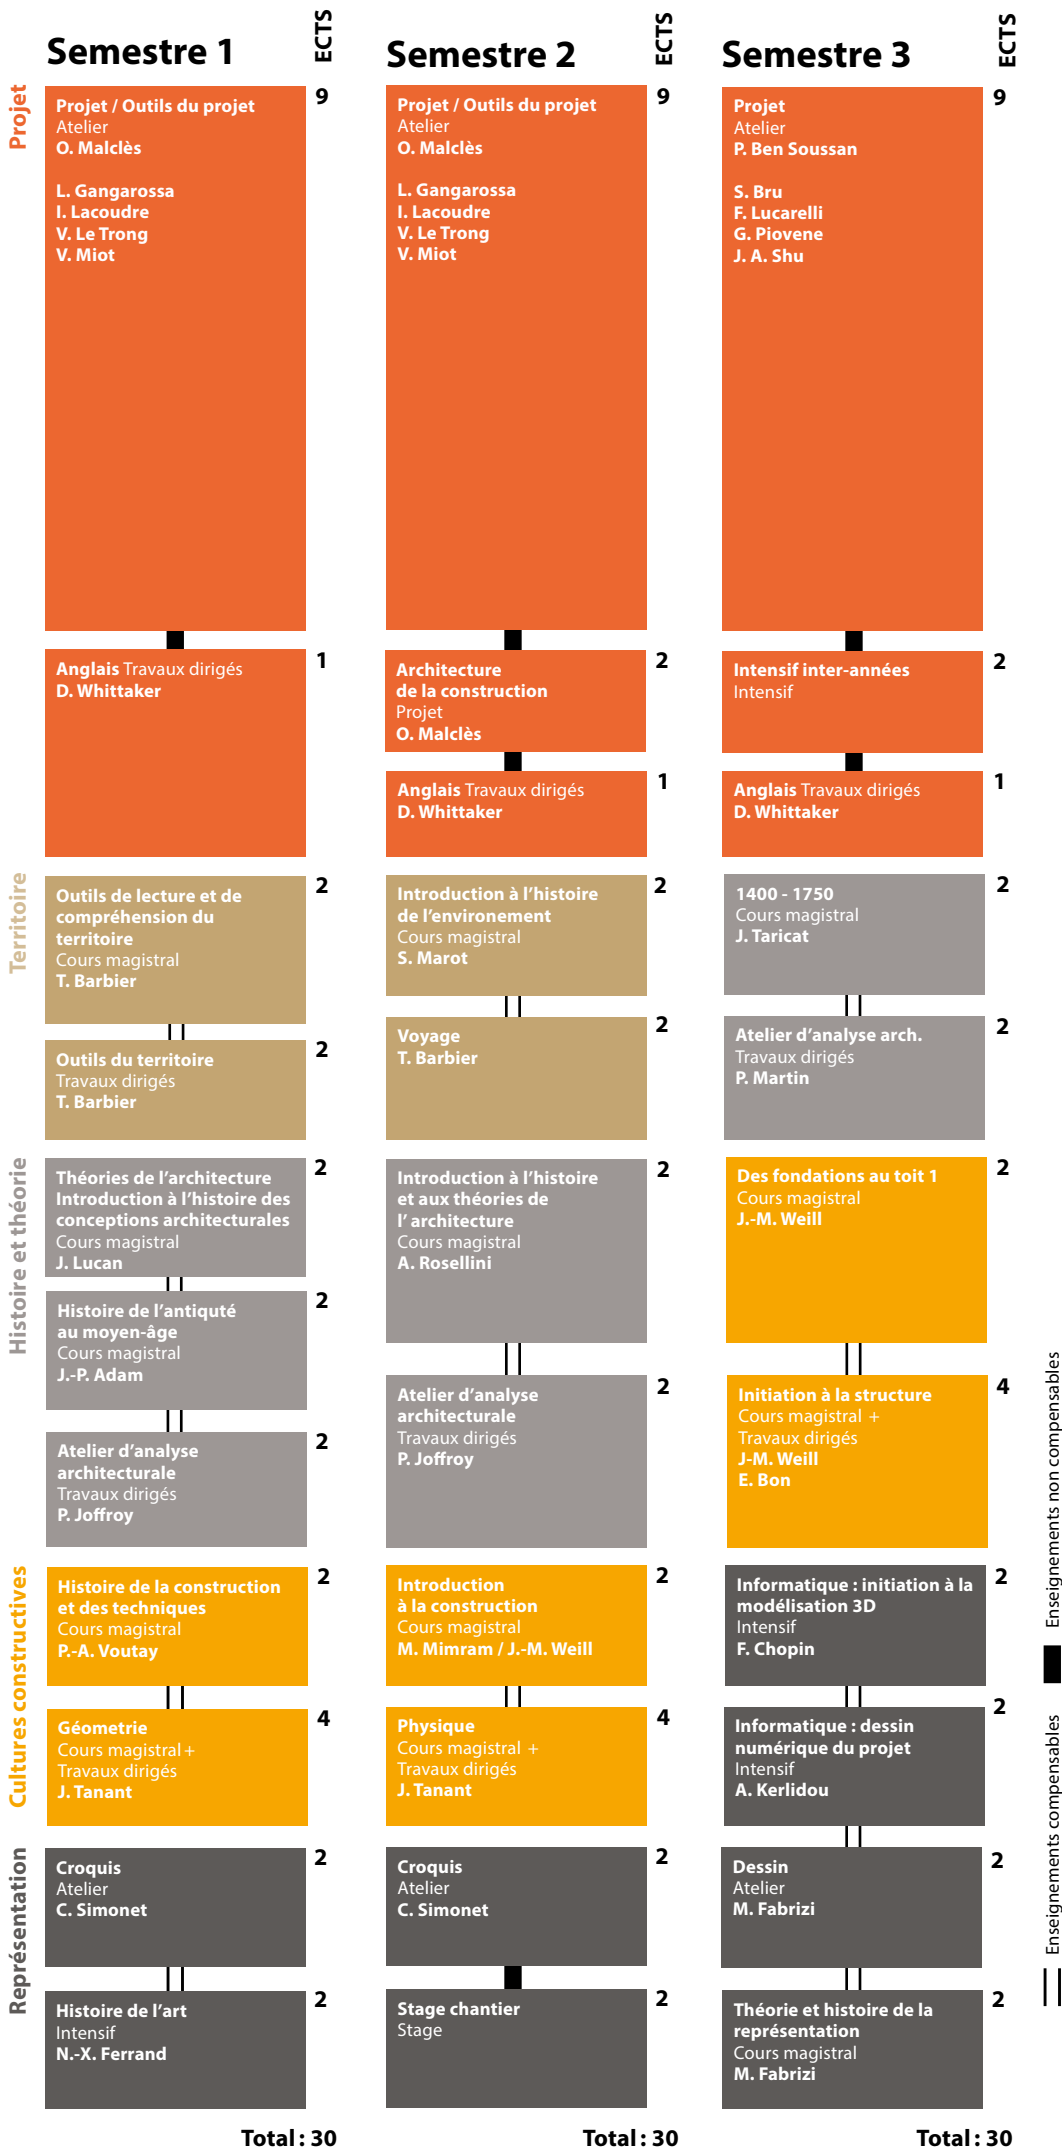 Semestre 1
ECTS
Projet
Projet / Outils du projet
Atelier
O. Malclès
L. Gangarossa
I. Lacoudre
V. Le Trong
V. Miot
9
Anglais Travaux dirigés
D. Whittaker
1
Territoire
Outils de lecture et de
compréhension du
territoire
Cours magistral
T. Barbier
2
Outils du territoire
Travaux dirigés
T. Barbier
2
Histoire et théorie
Théories de l'architecture
Introduction à l'histoire des
conceptions architecturales
Cours magistral
J. Lucan
2
Histoire de l'antiquté
au moyen-âge
Cours magistral
J.-P. Adam
2
Atelier d'analyse
architecturale
Travaux dirigés
P. Joffroy
2
Cultures constructives
Histoire de la construction
et des techniques
Cours magistral
P.-A. Voutay
2
Géometrie
Cours magistral +
Travaux dirigés
J. Tanant
4
Représentation
Croquis
Atelier
C. Simonet
2
Histoire de l'art
Intensif
N.-X. Ferrand
2
Total : 30
Semestre 2
ECTS
Projet / Outils du projet
Atelier
O. Malclès
L. Gangarossa
I. Lacoudre
V. Le Trong
V. Miot
9
Architecture
de la construction
Projet
O. Malclès
2
Anglais Travaux dirigés
D. Whittaker
1
Introduction à l'histoire
de l'environement
Cours magistral
S. Marot
2
Voyage
T. Barbier
2
Introduction à l'histoire
et aux théories de
l' architecture
Cours magistral
A. Rosellini
2
Atelier d'analyse
architecturale
Travaux dirigés
P. Joffroy
2
Introduction
à la construction
Cours magistral
M. Mimram / J.-M. Weill
2
Physique
Cours magistral +
Travaux dirigés
J. Tanant
4
Croquis
Atelier
C. Simonet
2
Stage chantier
Stage
2
Total : 30
Semestre 3
ECTS
Projet
Atelier
P. Ben Soussan
S. Bru
F. Lucarelli
G. Piovene
J. A. Shu
9
Intensif inter-années
Intensif
2
Anglais Travaux dirigés
D. Whittaker
1
1400 - 1750
Cours magistral
J. Taricat
2
Atelier d'analyse arch.
Travaux dirigés
P. Martin
2
Des fondations au toit 1
Cours magistral
J.-M. Weill
2
Initiation à la structure
Cours magistral +
Travaux dirigés
J-M. Weill
E. Bon
4
Informatique : initiation à la
modélisation 3D
Intensif
F. Chopin
2
Informatique : dessin
numérique du projet
Intensif
A. Kerlidou
2
Dessin
Atelier
M. Fabrizi
2
Théorie et histoire de la
représentation
Cours magistral
M. Fabrizi
2
Total : 30
Enseignements non compensables
Enseignements compensables